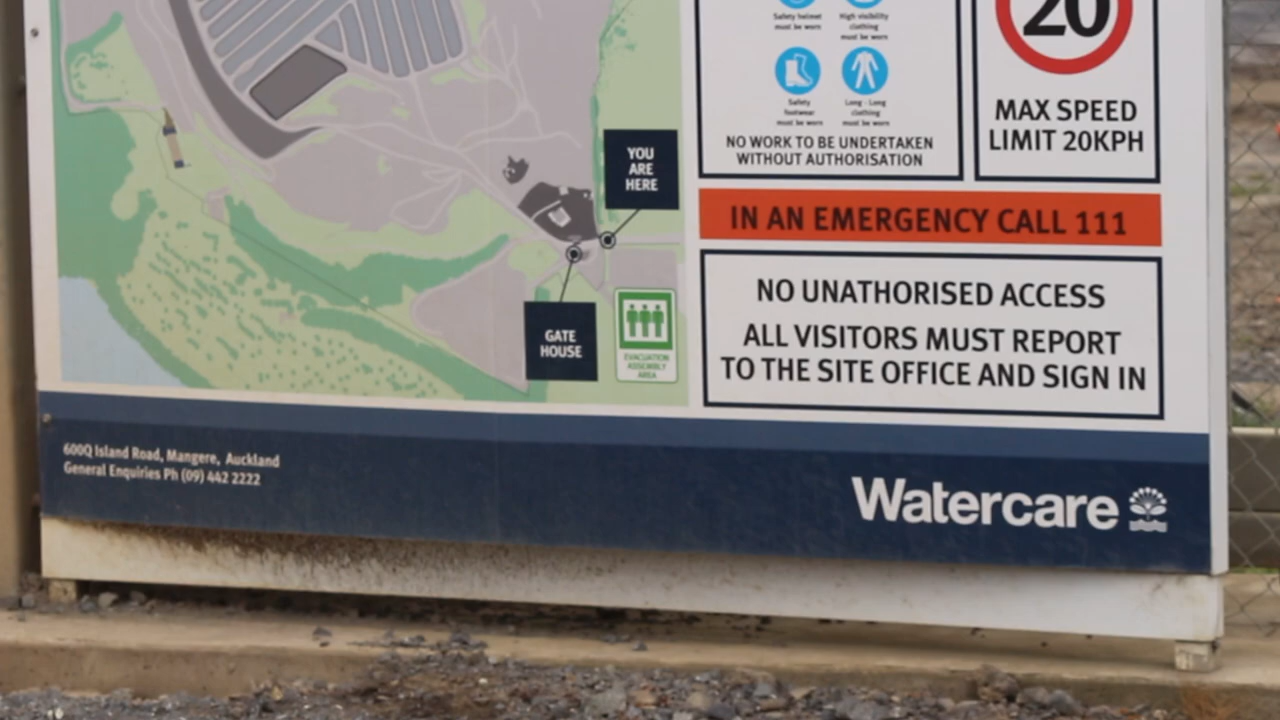 Safety helmet
must be worn
High visibility
clothing
must be worn
Safety
footwear
must be worn
Long - Long
clothing
must be worn
NO WORK TO BE UNDERTAKEN
WITHOUT AUTHORISATION
20
MAX SPEED
LIMIT 20KPH
YOU
ARE
HERE
IN AN EMERGENCY CALL 111
GATE
HOUSE
EVACUATION
ASSEMBLY
AREA
NO UNATHORISED ACCESS
ALL VISITORS MUST REPORT
TO THE SITE OFFICE AND SIGN IN
600Q Island Road, Mangere, Auckland
General Enquiries Ph (09) 442 2222
Watercare